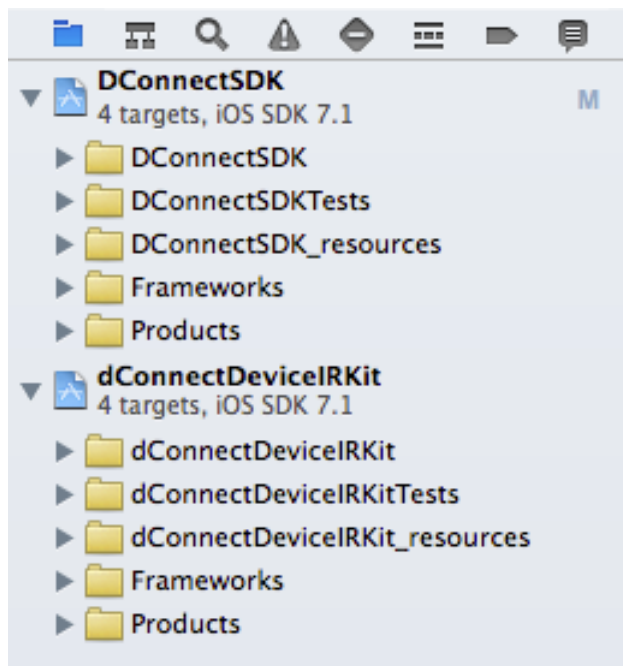 DConnectSDK
4 targets, iOS SDK 7.1
M
DConnectSDK
DConnectSDKTests
DConnectSDK_resources
Frameworks
Products
dConnectDeviceIRKit
4 targets, iOS SDK 7.1
dConnectDeviceIRKit
dConnectDeviceIRKitTests
dConnectDeviceIRKit_resources
Frameworks
Products